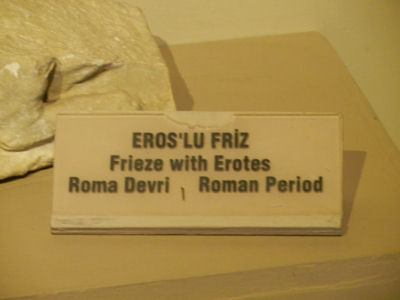 EROS'LU FRİZ
Frieze with Erotes
Roma Devri Roman Period